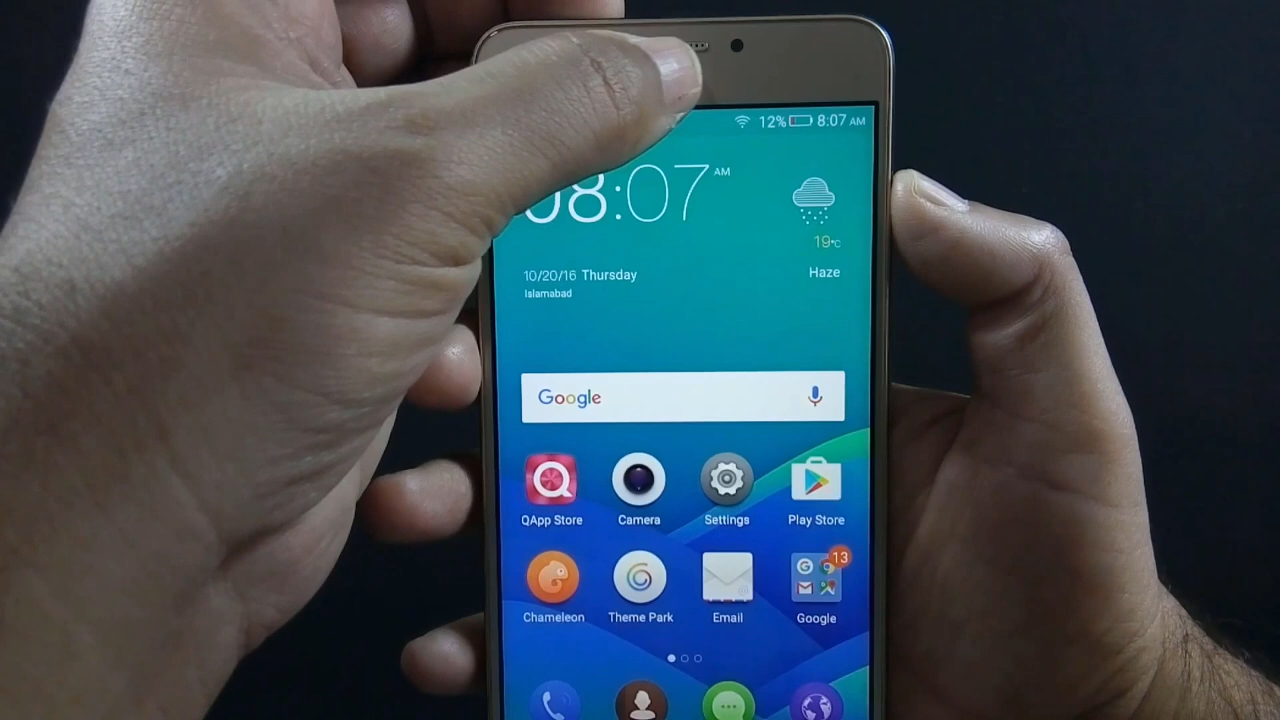 12% 8:07 AM
08:07 AM
19°C
10/20/16 Thursday
Haze
Islamabad
Google
QApp Store
Camera
Settings
Play Store
13
Chameleon
Theme Park
Email
Google